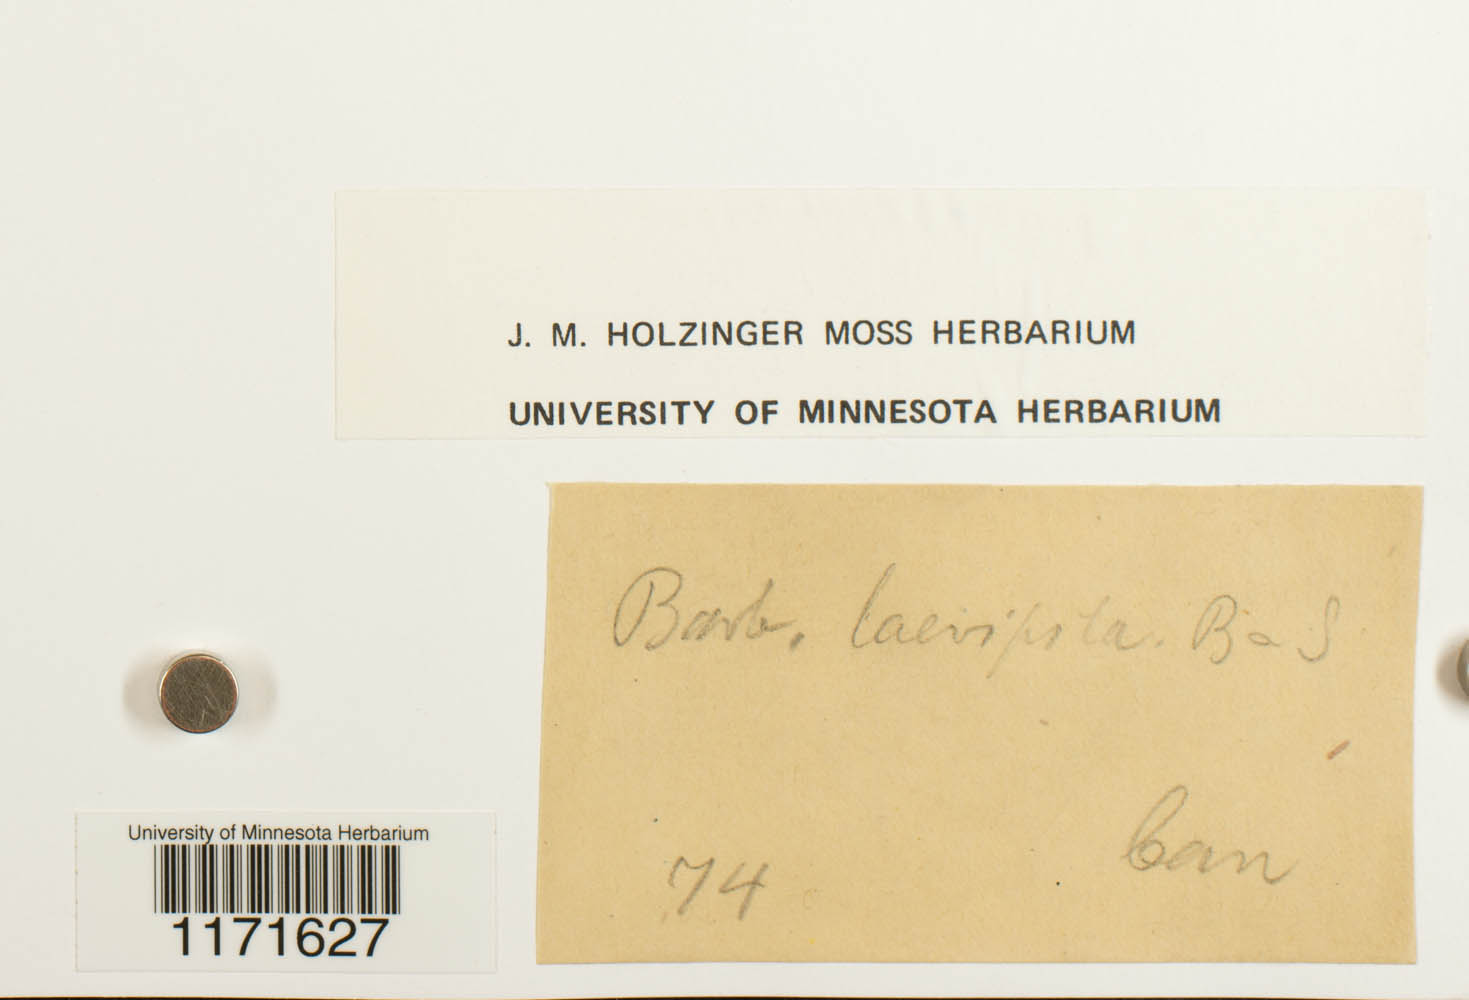 J. M. HOLZINGER MOSS HERBARIUM
UNIVERSITY OF MINNESOTA HERBARIUM
Barb. laevipila. B & S
Can
74
University of Minnesota Herbarium
1171627